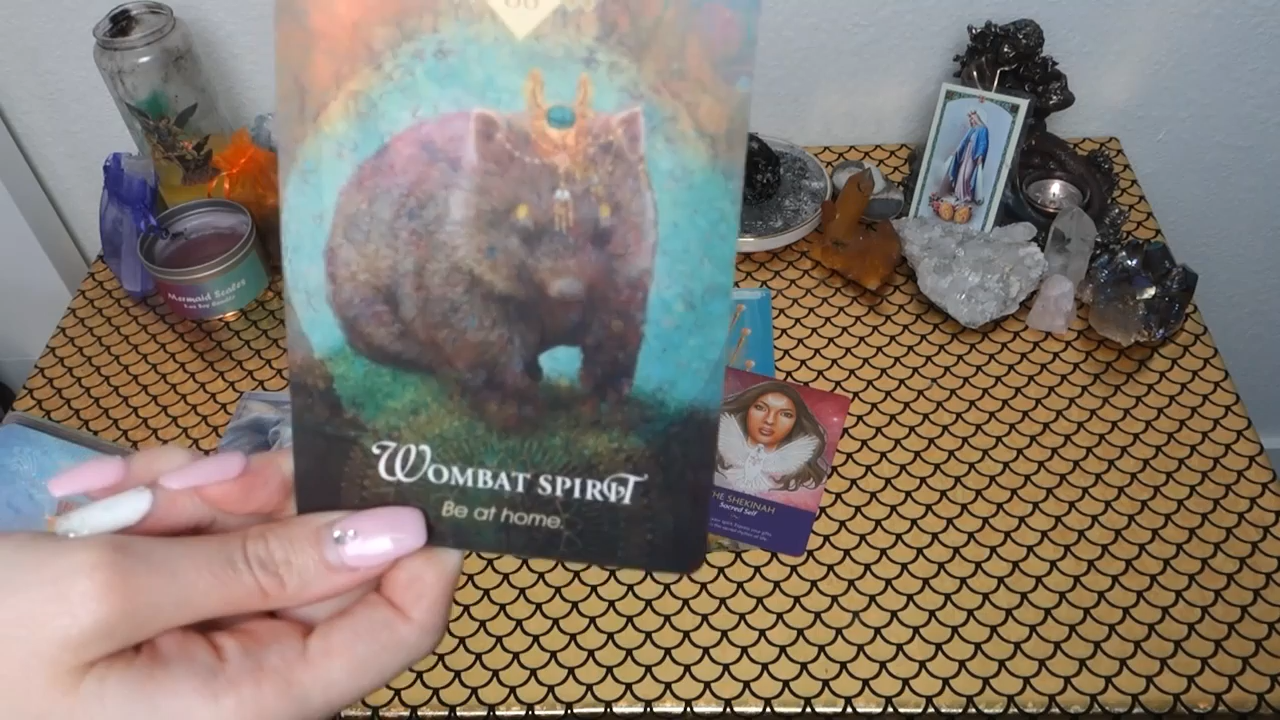 WOMBAT SPIRIT
Be at home.
Mermaid Scales
THE SHEKINAH
Sacred Self